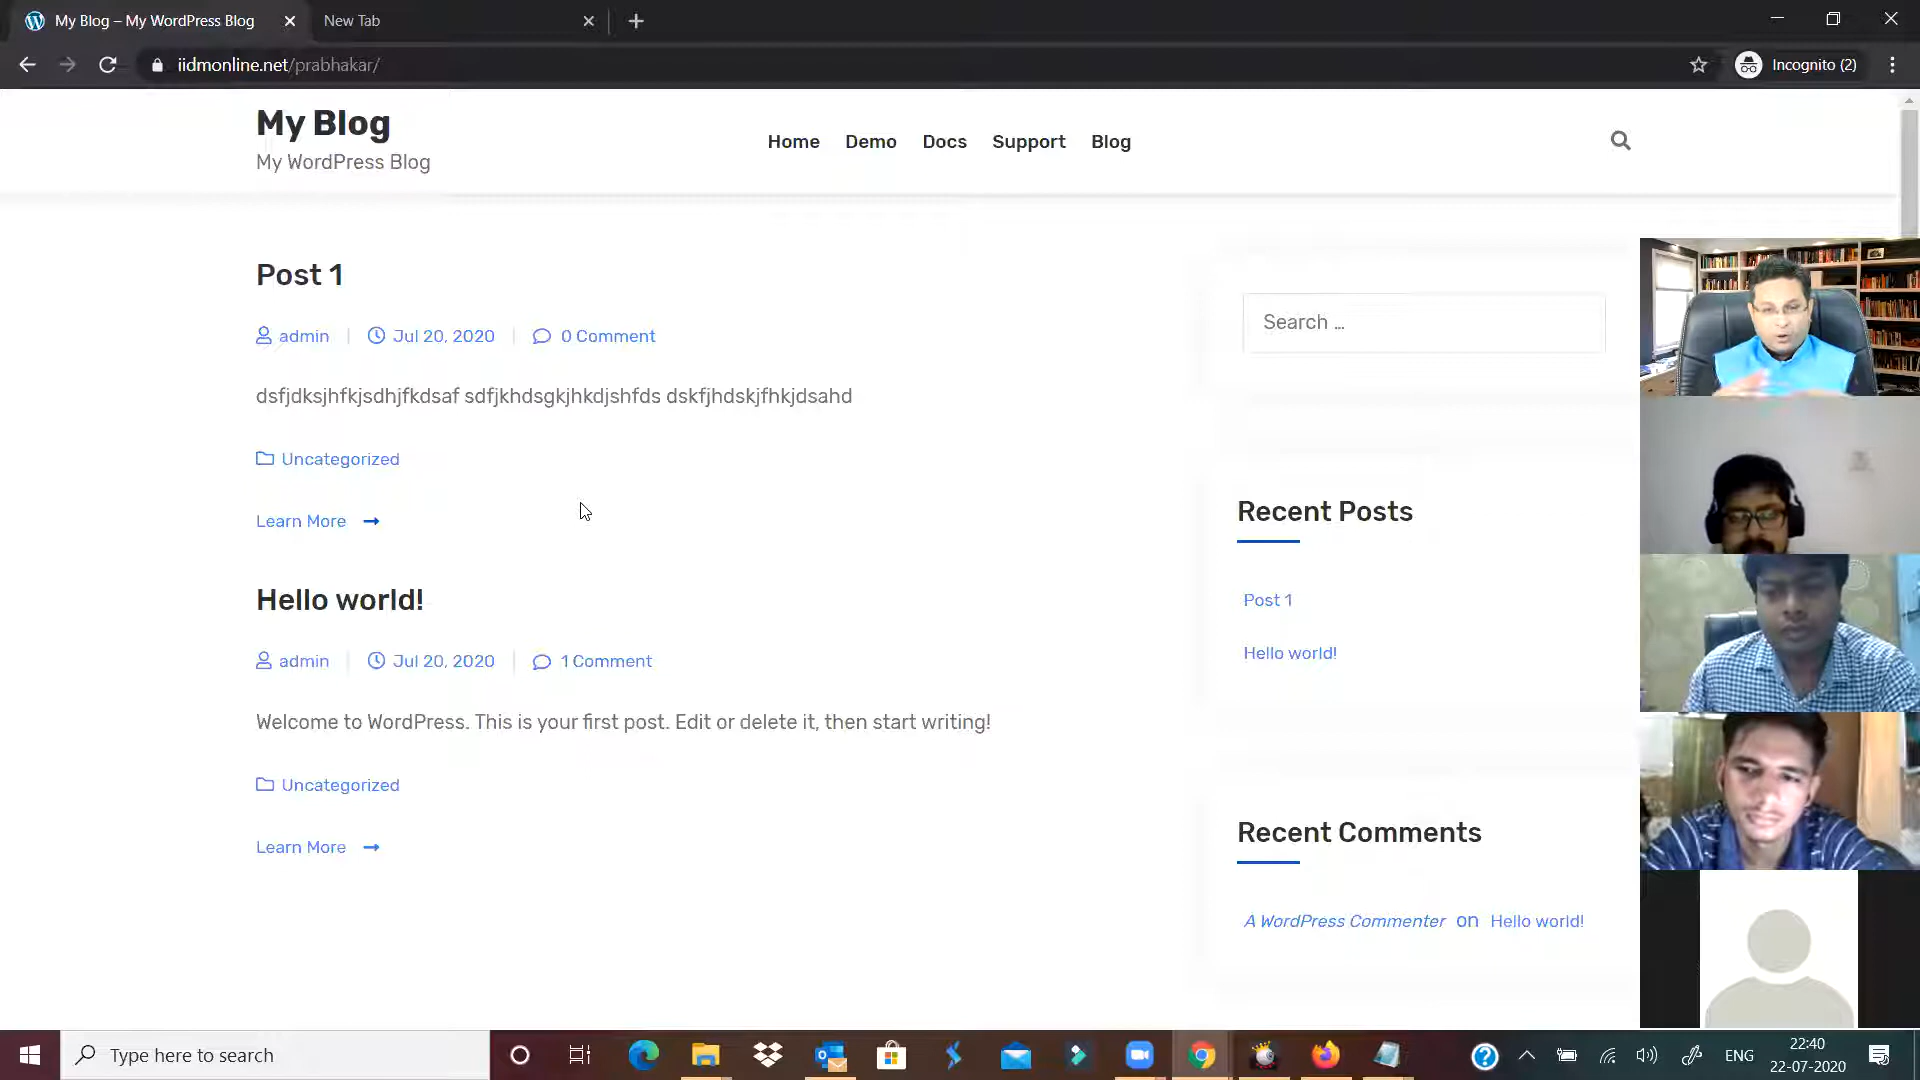 My Blog – My WordPress Blog
New Tab
iidmonline.net/prabhakar/
Incognito (2)
My Blog
My WordPress Blog
Home Demo Docs Support Blog
Post 1
admin Jul 20, 2020 0 Comment
dsfjdksjhfkjsdhjfkdsaf sdfjkhdsgkjhkdjshfds dskfjhdskjfhkjdsahd
Uncategorized
Learn More
Hello world!
admin Jul 20, 2020 1 Comment
Welcome to WordPress. This is your first post. Edit or delete it, then start writing!
Uncategorized
Learn More
Search ...
Recent Posts
Post 1
Hello world!
Recent Comments
A WordPress Commenter on Hello world!
Type here to search
ENG
22:40
22-07-2020